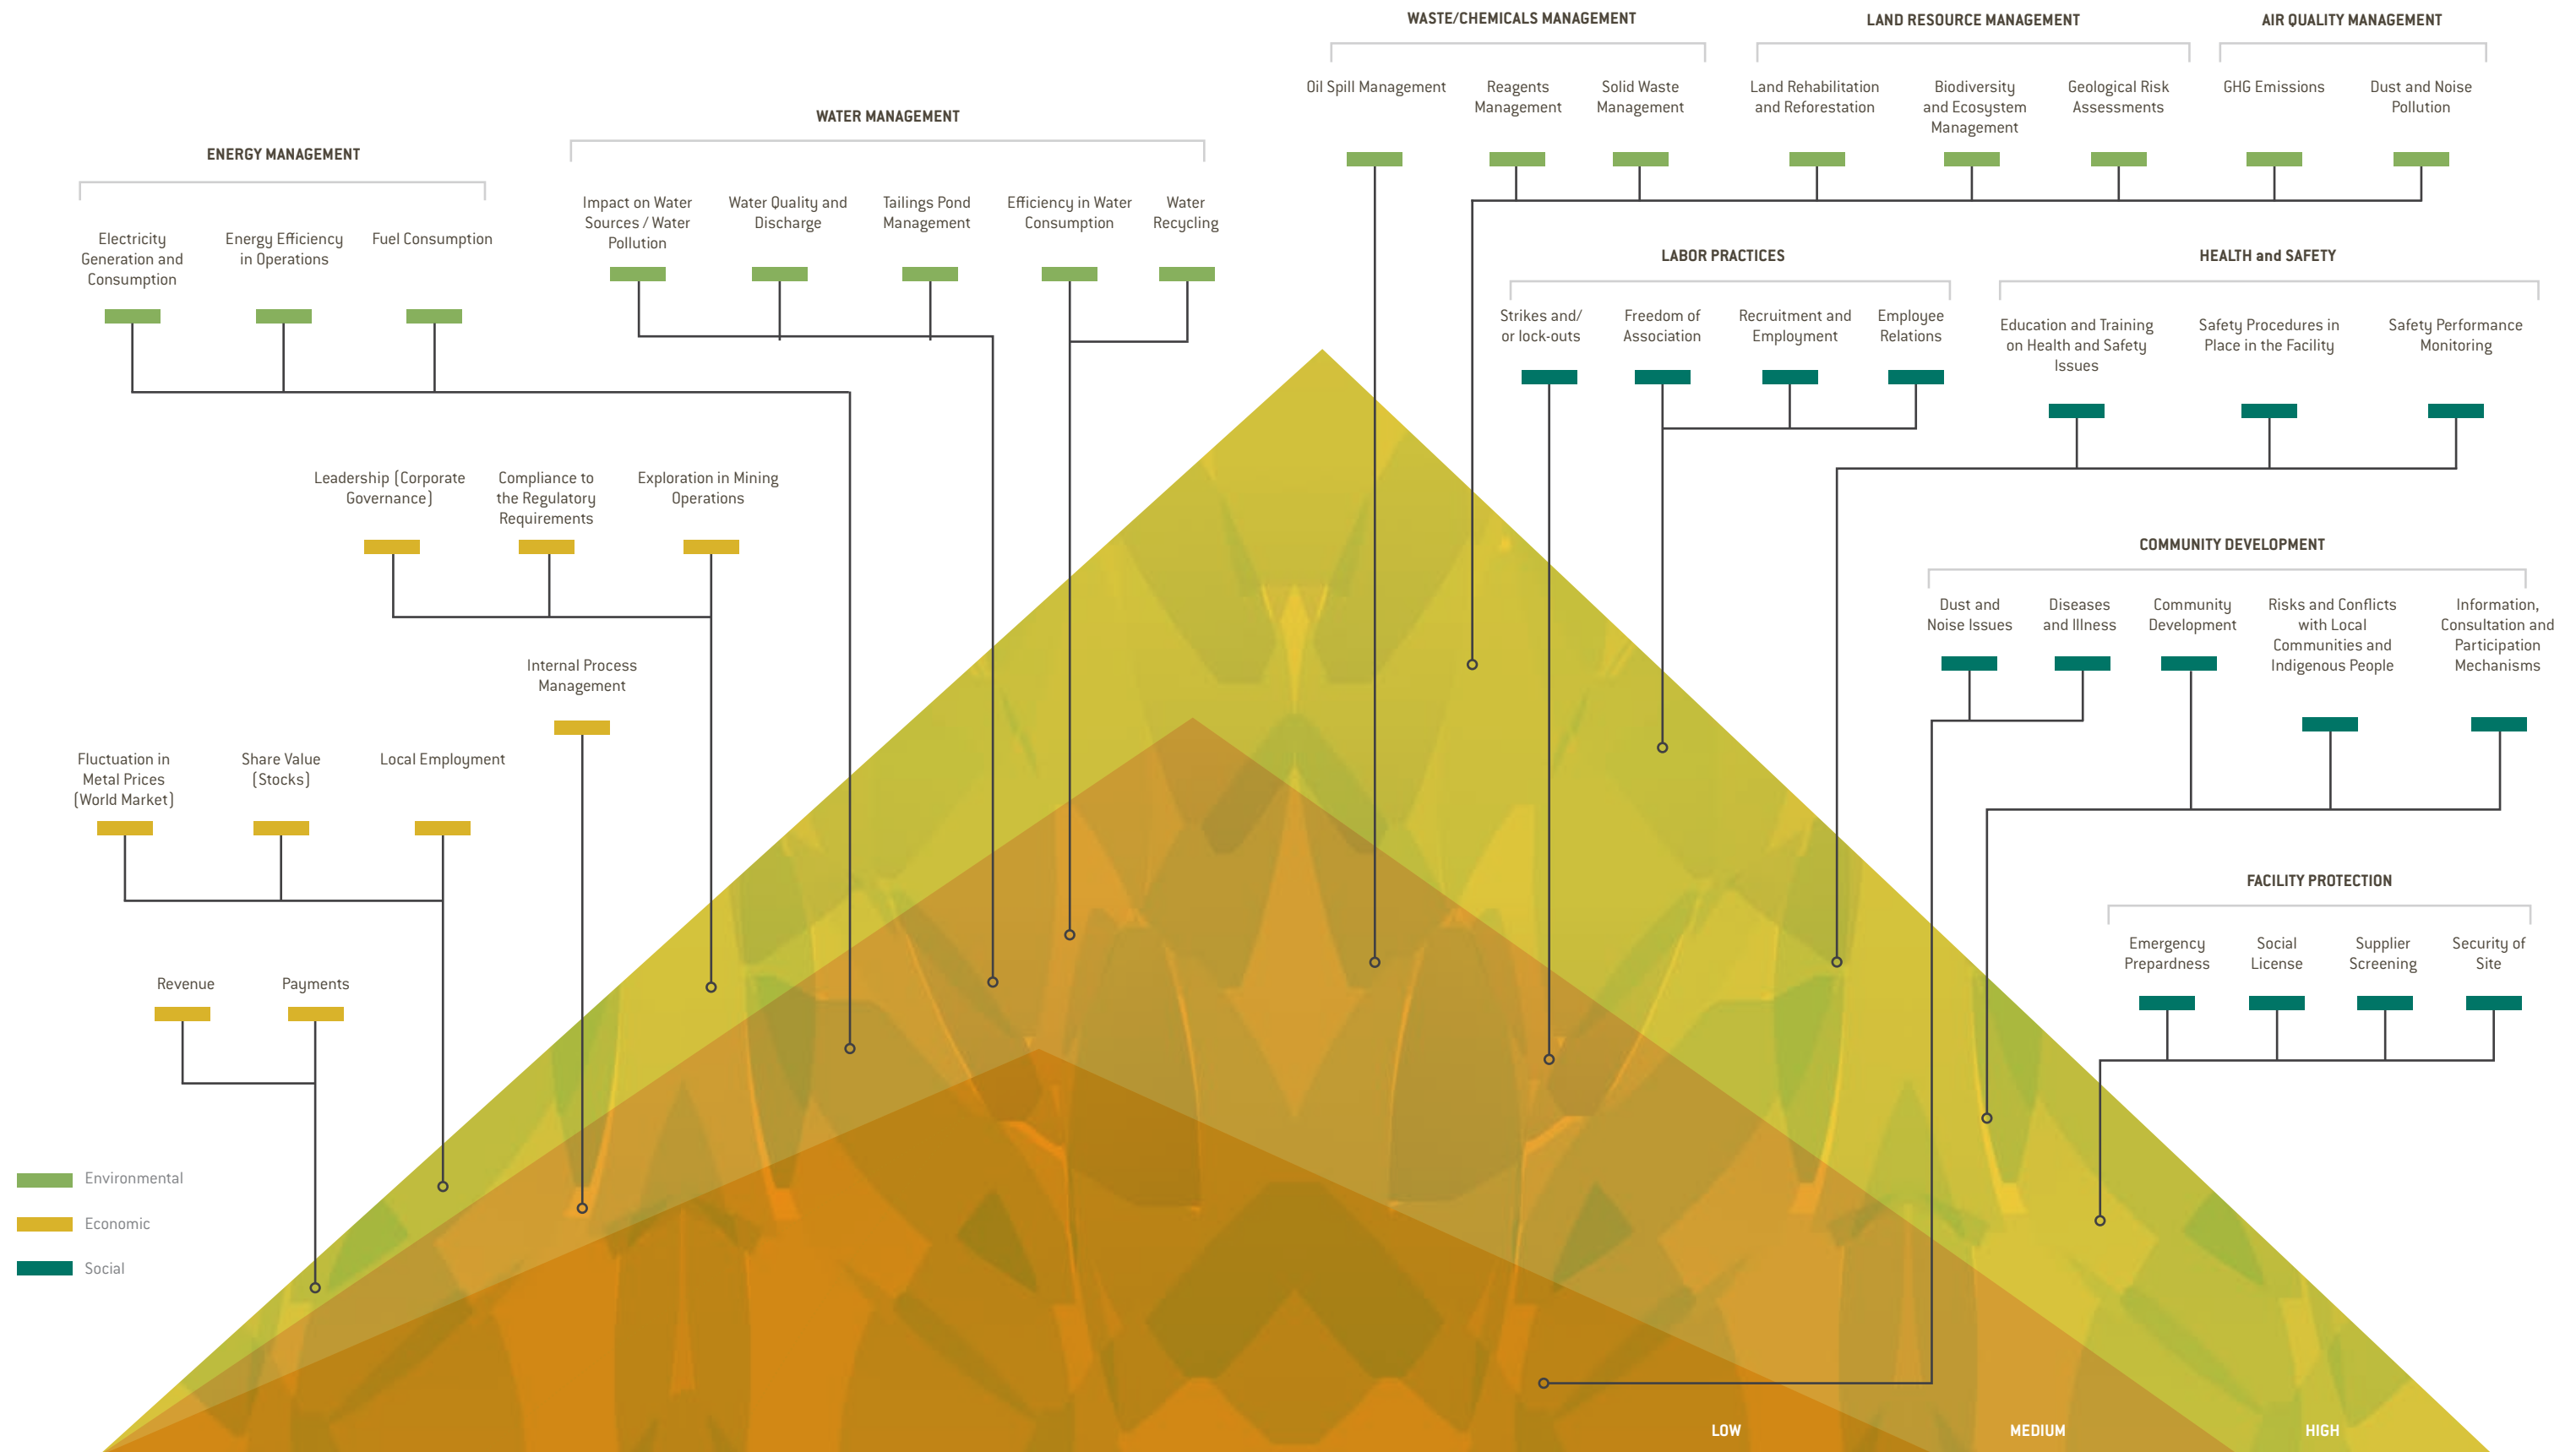 WASTE/CHEMICALS MANAGEMENT
LAND RESOURCE MANAGEMENT
AIR QUALITY MANAGEMENT
Oil Spill Management
Reagents
Management
Solid Waste
Management
Land Rehabilitation
and Reforestation
Biodiversity
and Ecosystem
Management
Geological Risk
Assessments
GHG Emissions
Dust and Noise
Pollution
WATER MANAGEMENT
Impact on Water
Sources / Water
Pollution
Water Quality and
Discharge
Tailings Pond
Management
Efficiency in Water
Consumption
Water
Recycling
ENERGY MANAGEMENT
Electricity
Generation and
Consumption
Energy Efficiency
in Operations
Fuel Consumption
LABOR PRACTICES
Strikes and/
or lock-outs
Freedom of
Association
Recruitment and
Employment
Employee
Relations
HEALTH and SAFETY
Education and Training
on Health and Safety
Issues
Safety Procedures in
Place in the Facility
Safety Performance
Monitoring
Leadership (Corporate
Governance)
Compliance to
the Regulatory
Requirements
Exploration in Mining
Operations
COMMUNITY DEVELOPMENT
Dust and
Noise Issues
Diseases
and Illness
Community
Development
Risks and Conflicts
with Local
Communities and
Indigenous People
Information,
Consultation and
Participation
Mechanisms
Internal Process
Management
Fluctuation in
Metal Prices
(World Market)
Share Value
(Stocks)
Local Employment
FACILITY PROTECTION
Emergency
Prepardness
Social
License
Supplier
Screening
Security of
Site
Revenue
Payments
Environmental
Economic
Social
LOW
MEDIUM
HIGH